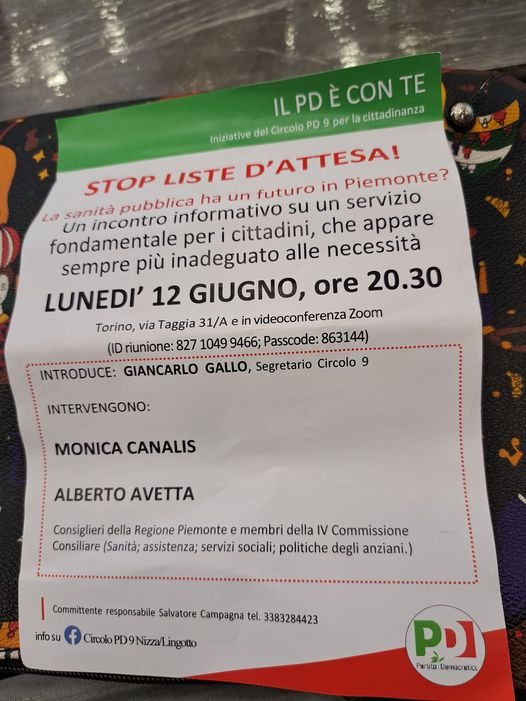 IL PD È CON TE
Iniziative del Circolo PD 9 per la cittadinanza
STOP LISTE D'ATTESA!
La sanità pubblica ha un futuro in Piemonte?
Un incontro informativo su un servizio
fondamentale per i cittadini, che appare
sempre più inadeguato alle necessità
LUNEDI' 12 GIUGNO, ore 20.30
Torino, via Taggia 31/A e in videoconferenza Zoom
(ID riunione: 827 1049 9466; Passcode: 863144)
INTRODUCE: GIANCARLO GALLO, Segretario Circolo 9
INTERVENGONO:
MONICA CANALIS
ALBERTO AVETTA
Consiglieri della Regione Piemonte e membri della IV Commissione
Consiliare (Sanità; assistenza; servizi sociali; politiche degli anziani.)
Committente responsabile Salvatore Campagna tel. 3383284423
info su Circolo PD 9 Nizza/Lingotto
PD
Partito Democratico